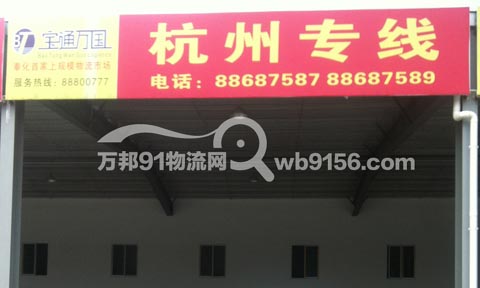 宝通万国
奉化首家上规模物流市场
服务热线：88800777
杭州专线
电话：88687587 88687589
万邦91物流网 wb9156.com